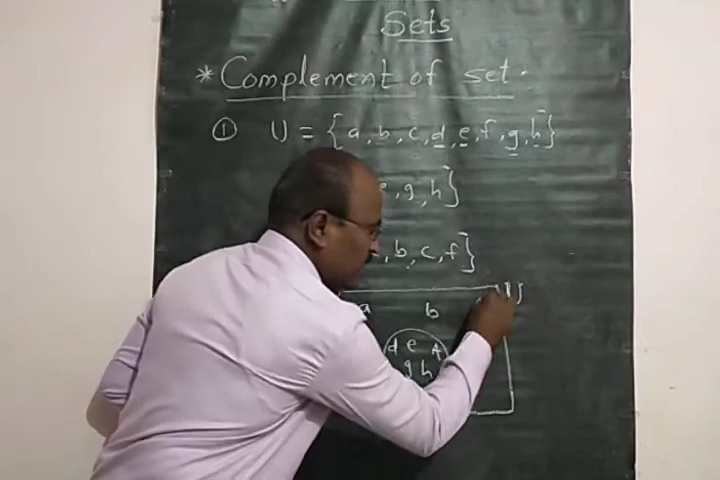 Sets
* Complement of set.
① U = {a, b, c, d, e, f, g, h}
e, g, h}
b, c, f}
a b U
d e A
g h